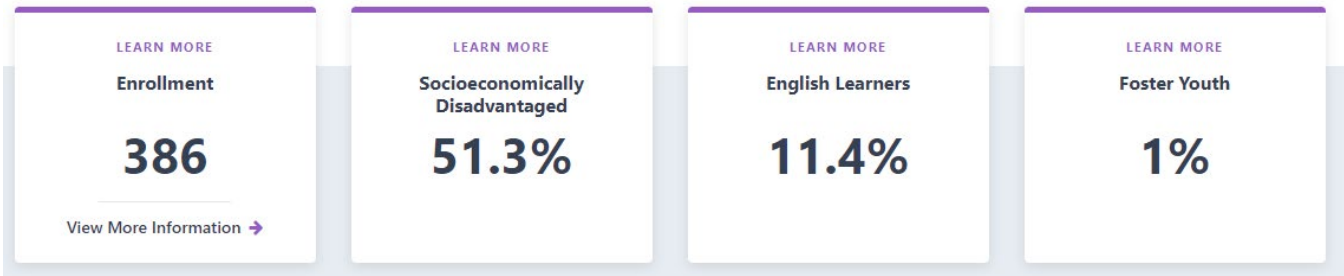 LEARN MORE
Enrollment
386
View More Information
LEARN MORE
Socioeconomically
Disadvantaged
51.3%
LEARN MORE
English Learners
11.4%
LEARN MORE
Foster Youth
1%